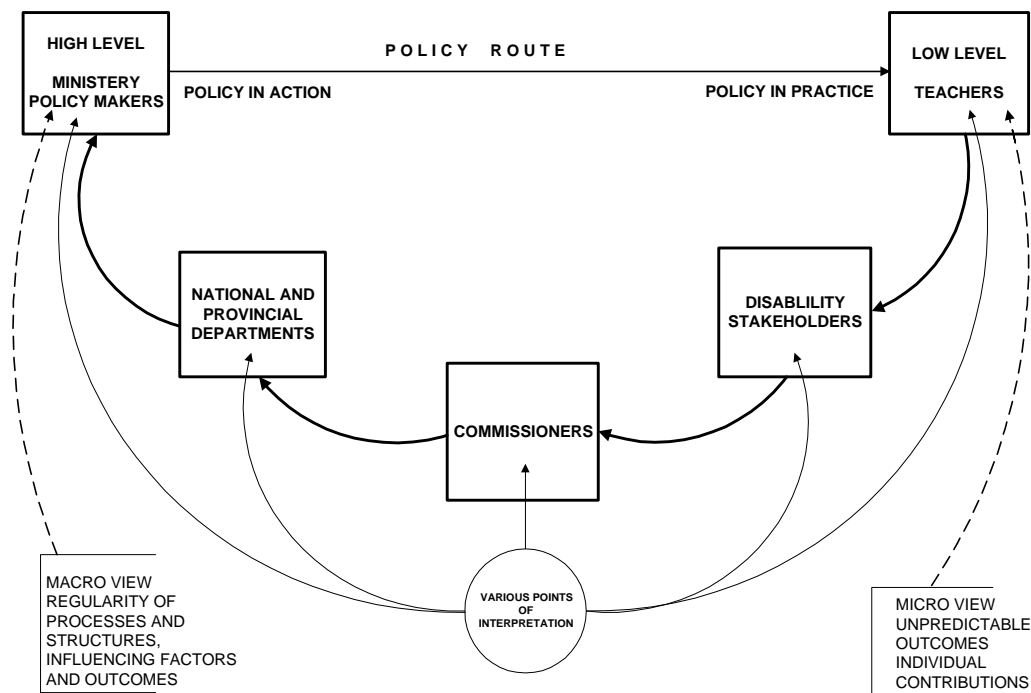 HIGH LEVEL
MINISTERY
POLICY MAKERS
POLICY ROUTE
POLICY IN ACTION
POLICY IN PRACTICE
LOW LEVEL
TEACHERS
NATIONAL AND
PROVINCIAL
DEPARTMENTS
DISABLILITY
STAKEHOLDERS
COMMISSIONERS
VARIOUS POINTS
OF
INTERPRETATION
MACRO VIEW
REGULARITY OF
PROCESSES AND
STRUCTURES,
INFLUENCING FACTORS
AND OUTCOMES
MICRO VIEW
UNPREDICTABLE
OUTCOMES
INDIVIDUAL
CONTRIBUTIONS